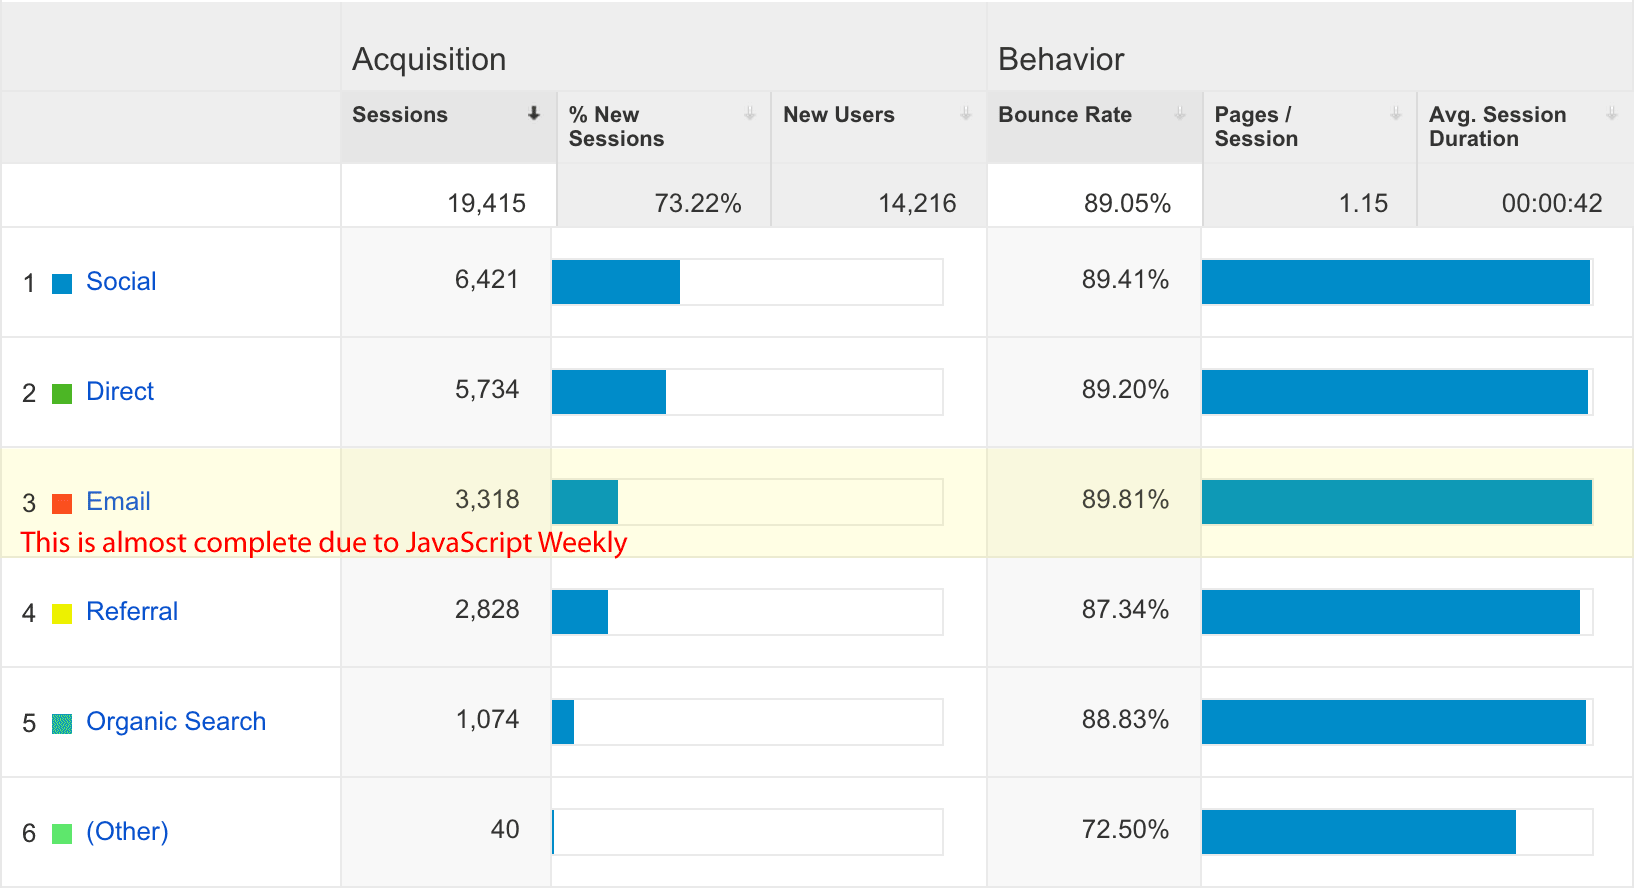 Acquisition Behavior
Sessions % New Sessions New Users Bounce Rate Pages / Session Avg. Session Duration
19,415 73.22% 14,216 89.05% 1.15 00:00:42
1 Social 6,421 89.41%
2 Direct 5,734 89.20%
3 Email 3,318 89.81%
This is almost complete due to JavaScript Weekly
4 Referral 2,828 87.34%
5 Organic Search 1,074 88.83%
6 (Other) 40 72.50%